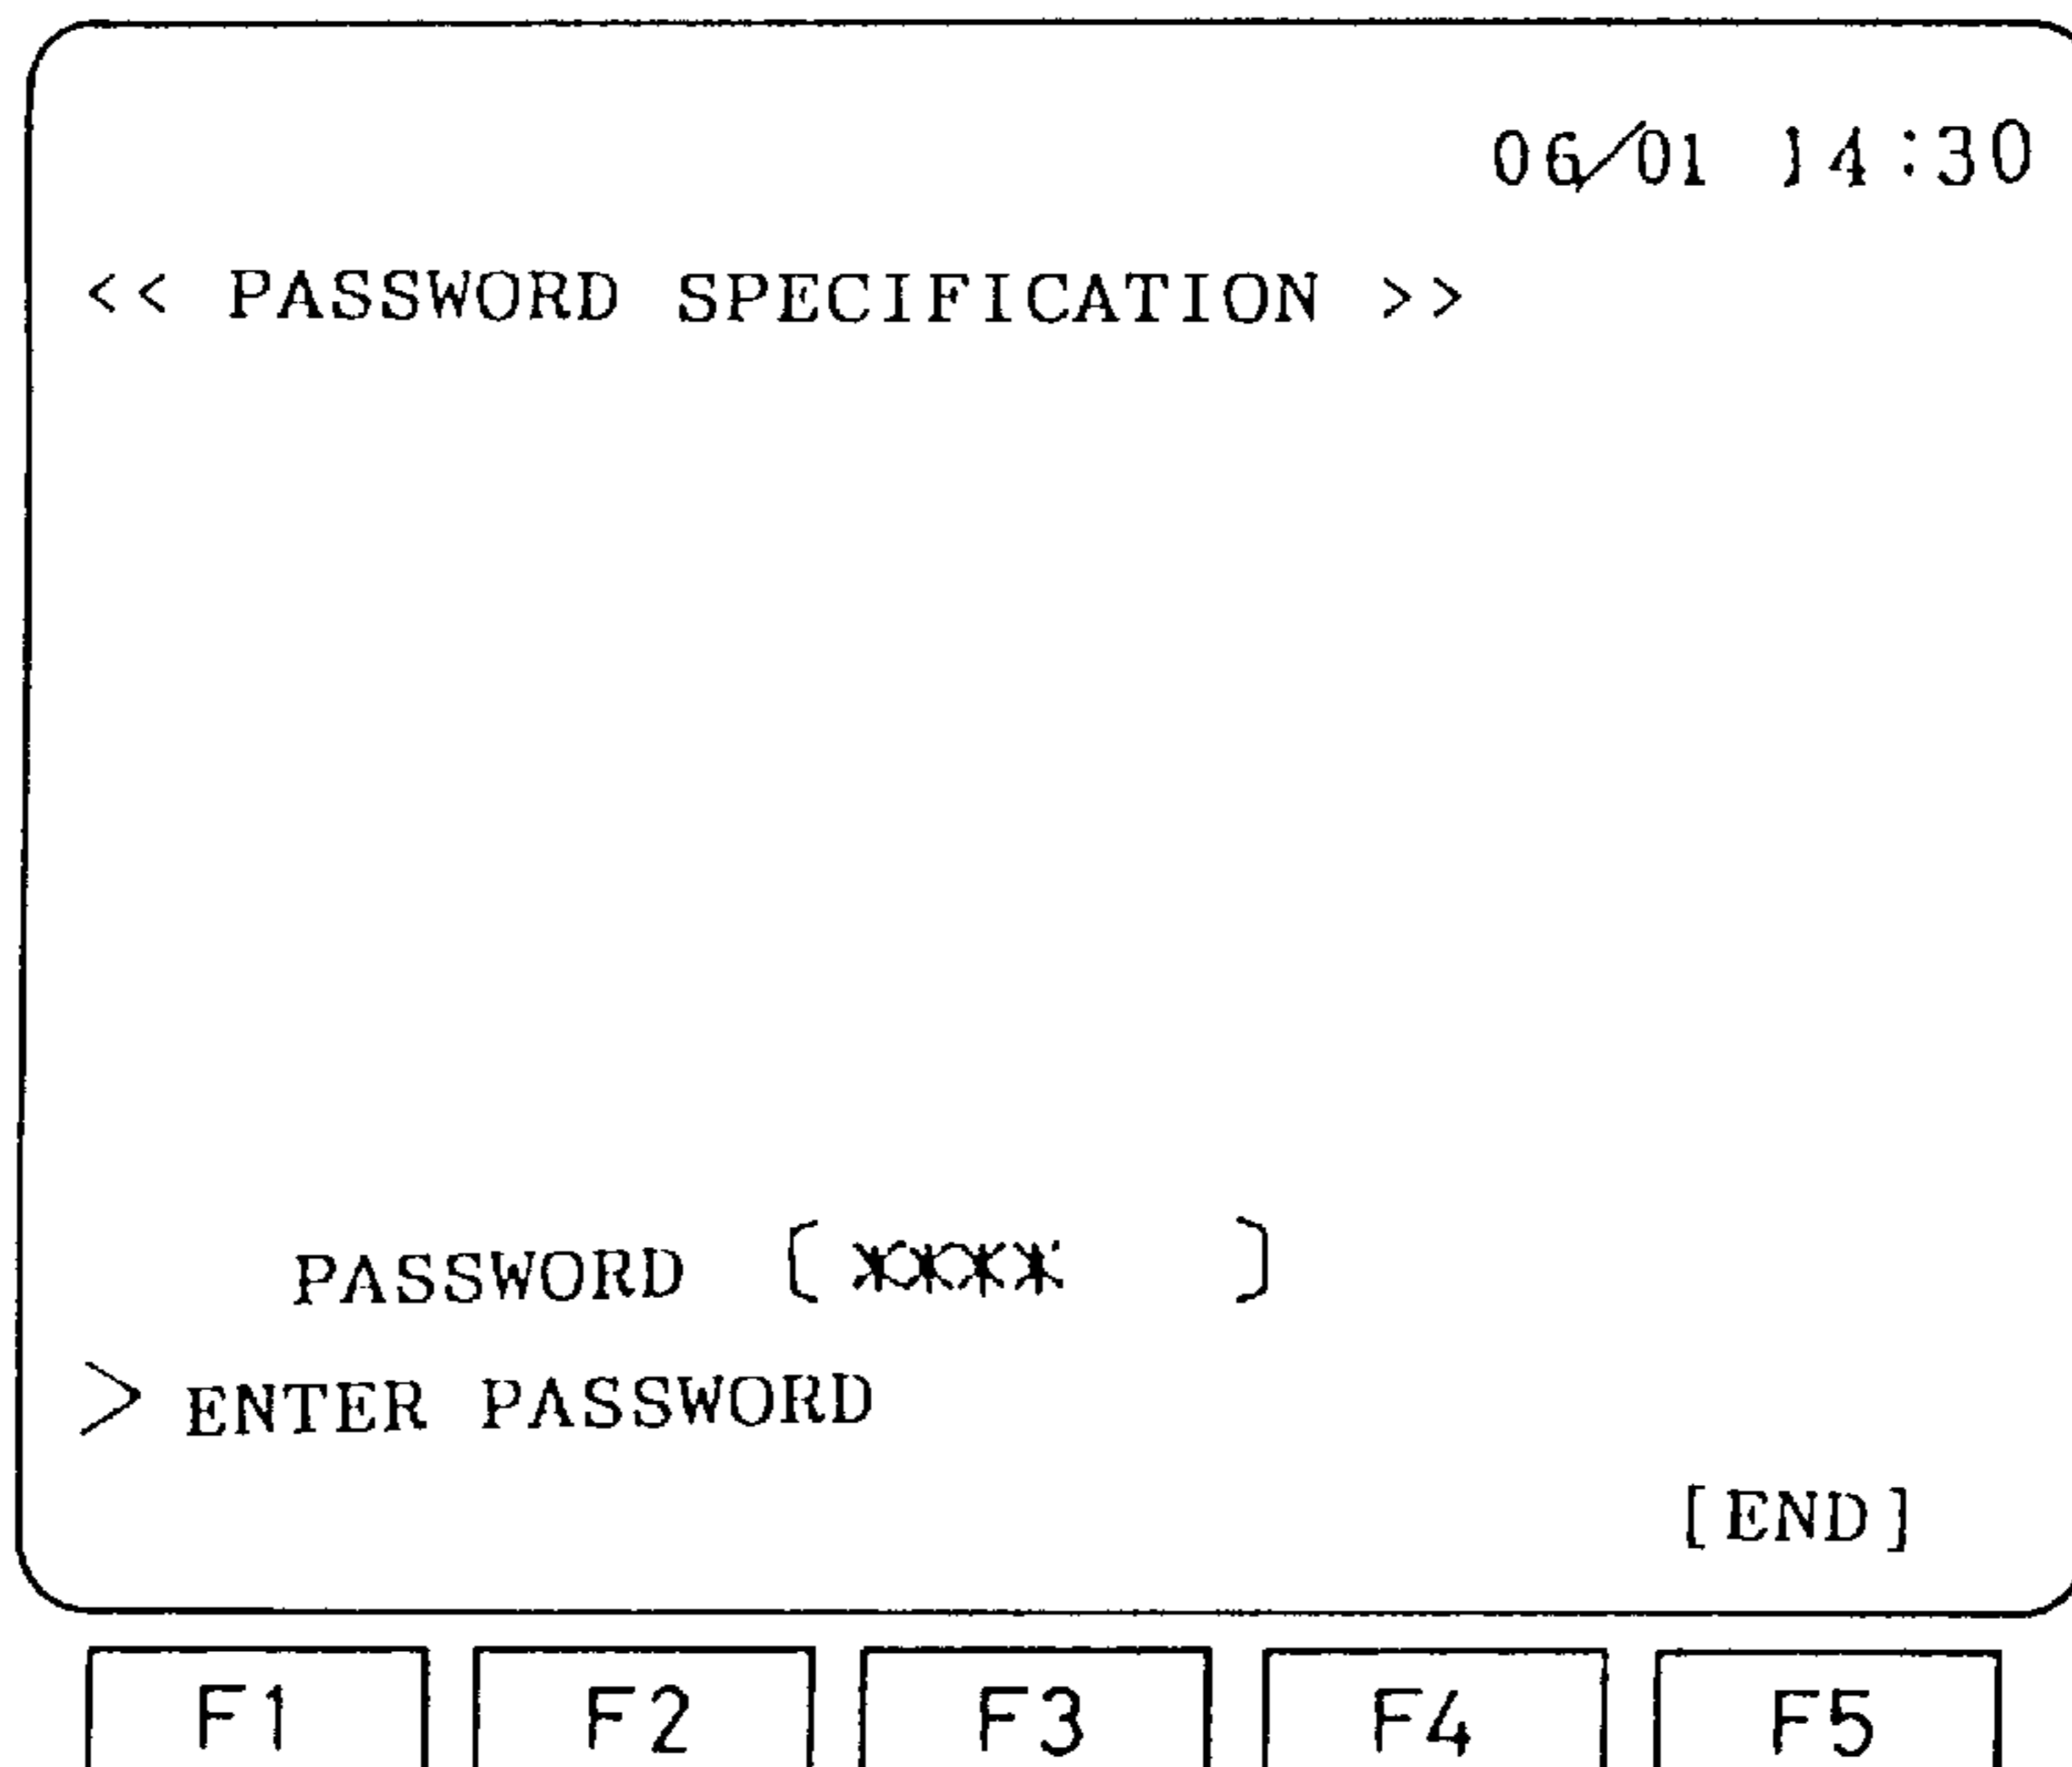 06/01 14:30
<< PASSWORD SPECIFICATION >>
PASSWORD [ **** ]
> ENTER PASSWORD
[END]
F1 F2 F3 F4 F5